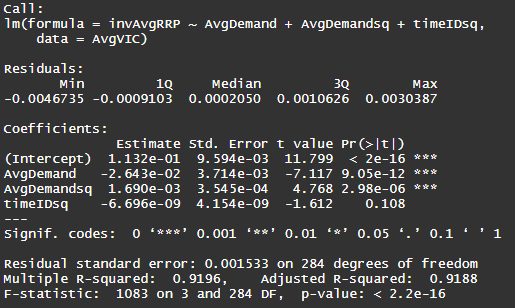 Call:
lm(formula = invAvgRRP ~ AvgDemand + AvgDemandsq + timeIDsq,
    data = AvgVIC)
Residuals:
       Min         1Q     Median         3Q        Max
-0.0046735 -0.0009103  0.0002050  0.0010626  0.0030387
Coefficients:
              Estimate Std. Error t value Pr(>|t|)
(Intercept)  1.132e-01  9.594e-03  11.799  < 2e-16 ***
AvgDemand   -2.643e-02  3.714e-03  -7.117 9.05e-12 ***
AvgDemandsq  1.690e-03  3.545e-04   4.768 2.98e-06 ***
timeIDsq    -6.696e-09  4.154e-09  -1.612    0.108
---
Signif. codes:  0 ‘***’ 0.001 ‘**’ 0.01 ‘*’ 0.05 ‘.’ 0.1 ‘ ’ 1
Residual standard error: 0.001533 on 284 degrees of freedom
Multiple R-squared:  0.9196,    Adjusted R-squared:  0.9188
F-statistic:  1083 on 3 and 284 DF,  p-value: < 2.2e-16